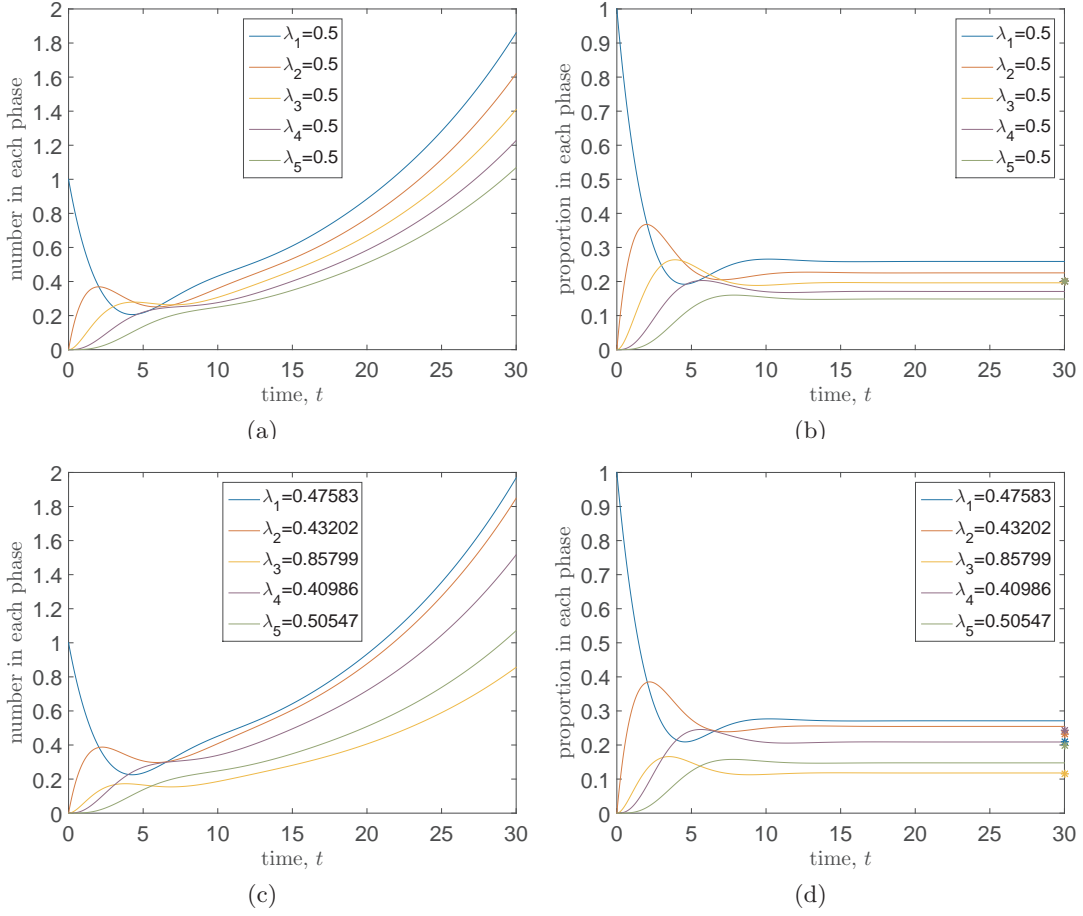 number in each phase
2
1.8
1.6
1.4
1.2
1
0.8
0.6
0.4
0.2
0
λ1=0.5
λ2=0.5
λ3=0.5
λ4=0.5
λ5=0.5
0 5 10 15 20 25 30
time, t
(a)
proportion in each phase
1
0.9
0.8
0.7
0.6
0.5
0.4
0.3
0.2
0.1
0
λ1=0.5
λ2=0.5
λ3=0.5
λ4=0.5
λ5=0.5
0 5 10 15 20 25 30
time, t
(b)
number in each phase
2
1.8
1.6
1.4
1.2
1
0.8
0.6
0.4
0.2
0
λ1=0.47583
λ2=0.43202
λ3=0.85799
λ4=0.40986
λ5=0.50547
0 5 10 15 20 25 30
time, t
(c)
proportion in each phase
1
0.9
0.8
0.7
0.6
0.5
0.4
0.3
0.2
0.1
0
λ1=0.47583
λ2=0.43202
λ3=0.85799
λ4=0.40986
λ5=0.50547
0 5 10 15 20 25 30
time, t
(d)